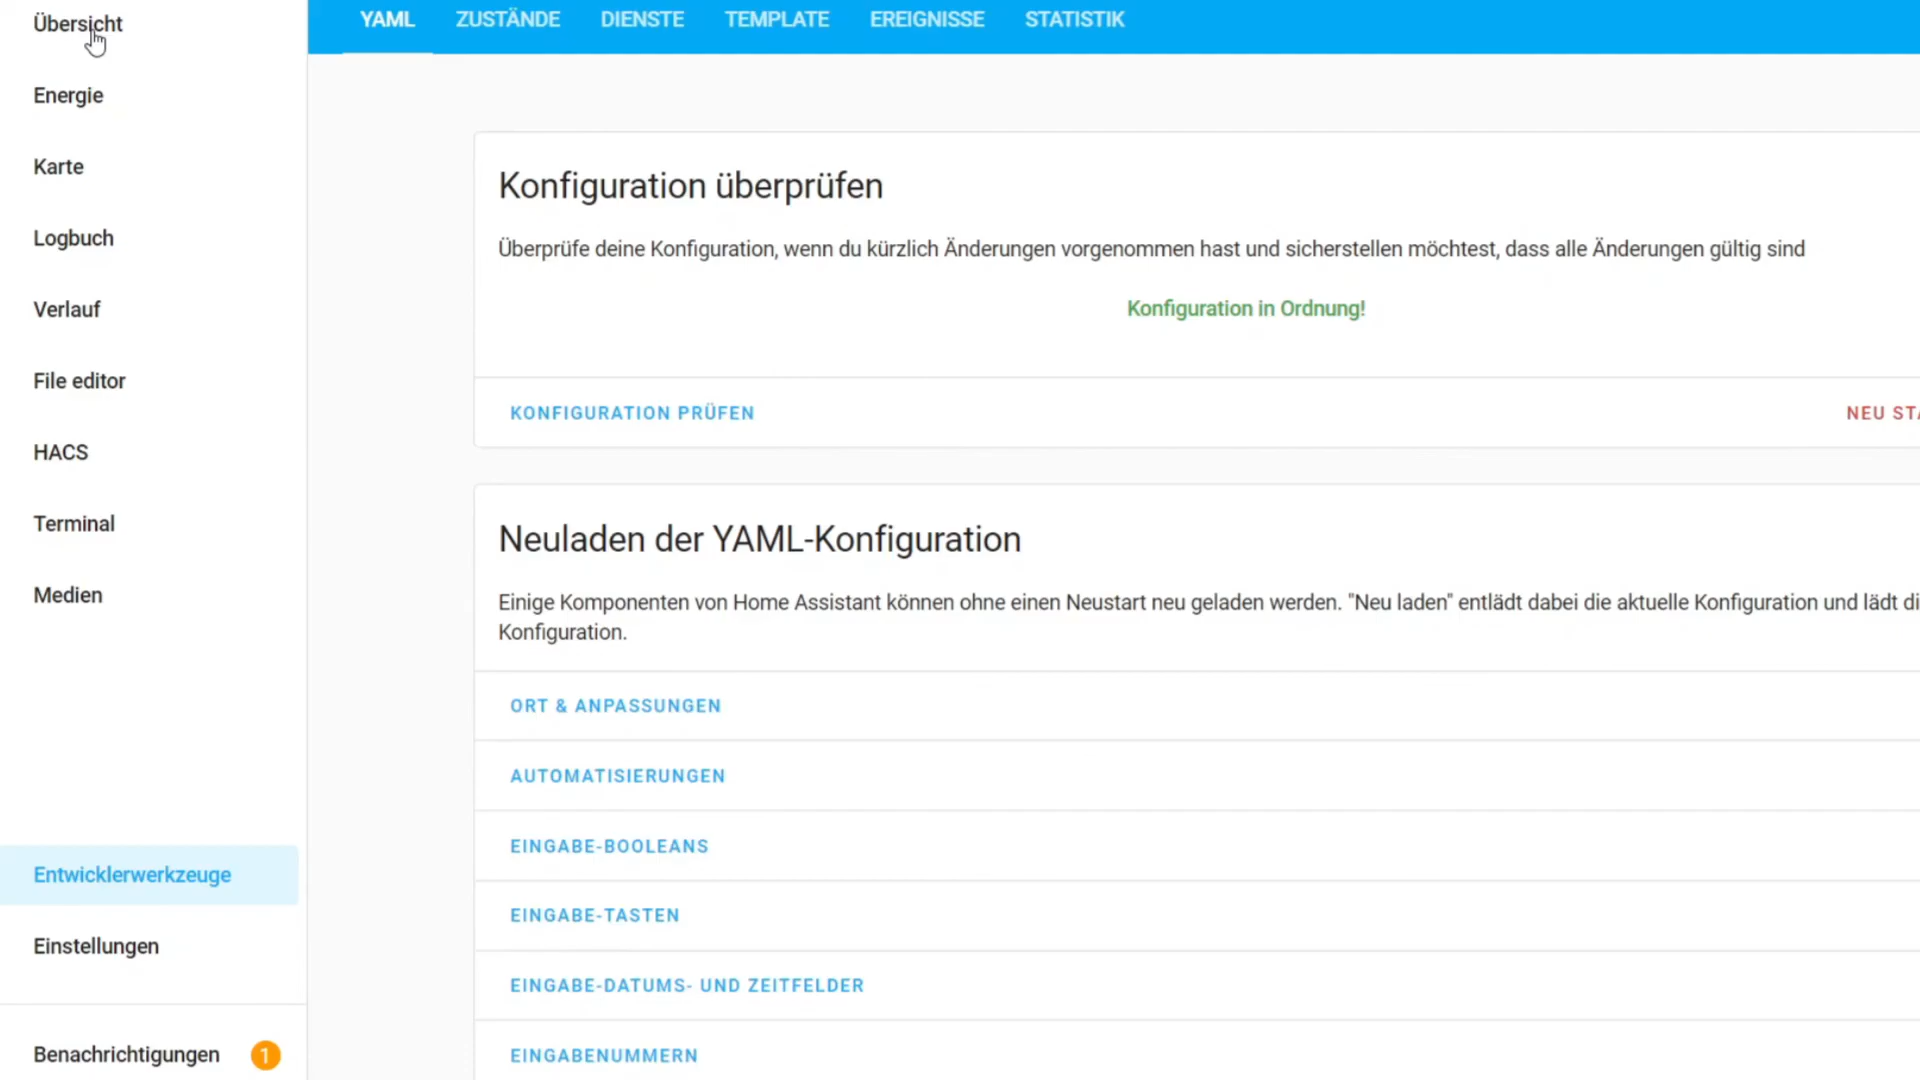 Übersicht
Energie
Karte
Logbuch
Verlauf
File editor
HACS
Terminal
Medien
Entwicklerwerkzeuge
Einstellungen
Benachrichtigungen 1
YAML ZUSTÄNDE DIENSTE TEMPLATE EREIGNISSE STATISTIK
Konfiguration überprüfen
Überprüfe deine Konfiguration, wenn du kürzlich Änderungen vorgenommen hast und sicherstellen möchtest, dass alle Änderungen gültig sind
Konfiguration in Ordnung!
KONFIGURATION PRÜFEN NEU
Neuladen der YAML-Konfiguration
Einige Komponenten von Home Assistant können ohne einen Neustart neu geladen werden. "Neu laden" entlädt dabei die aktuelle Konfiguration und lädt
Konfiguration.
ORT & ANPASSUNGEN
AUTOMATISIERUNGEN
EINGABE-BOOLEANS
EINGABE-TASTEN
EINGABE-DATUMS- UND ZEITFELDER
EINGABENUMMERN